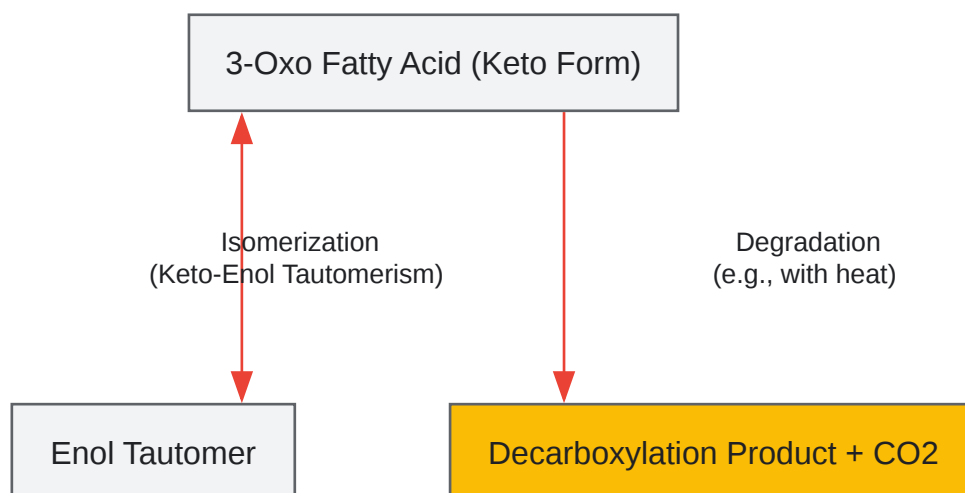 3-Oxo Fatty Acid (Keto Form)
Isomerization
(Keto-Enol Tautomerism)
Degradation
(e.g., with heat)
Enol Tautomer
Decarboxylation Product + CO2